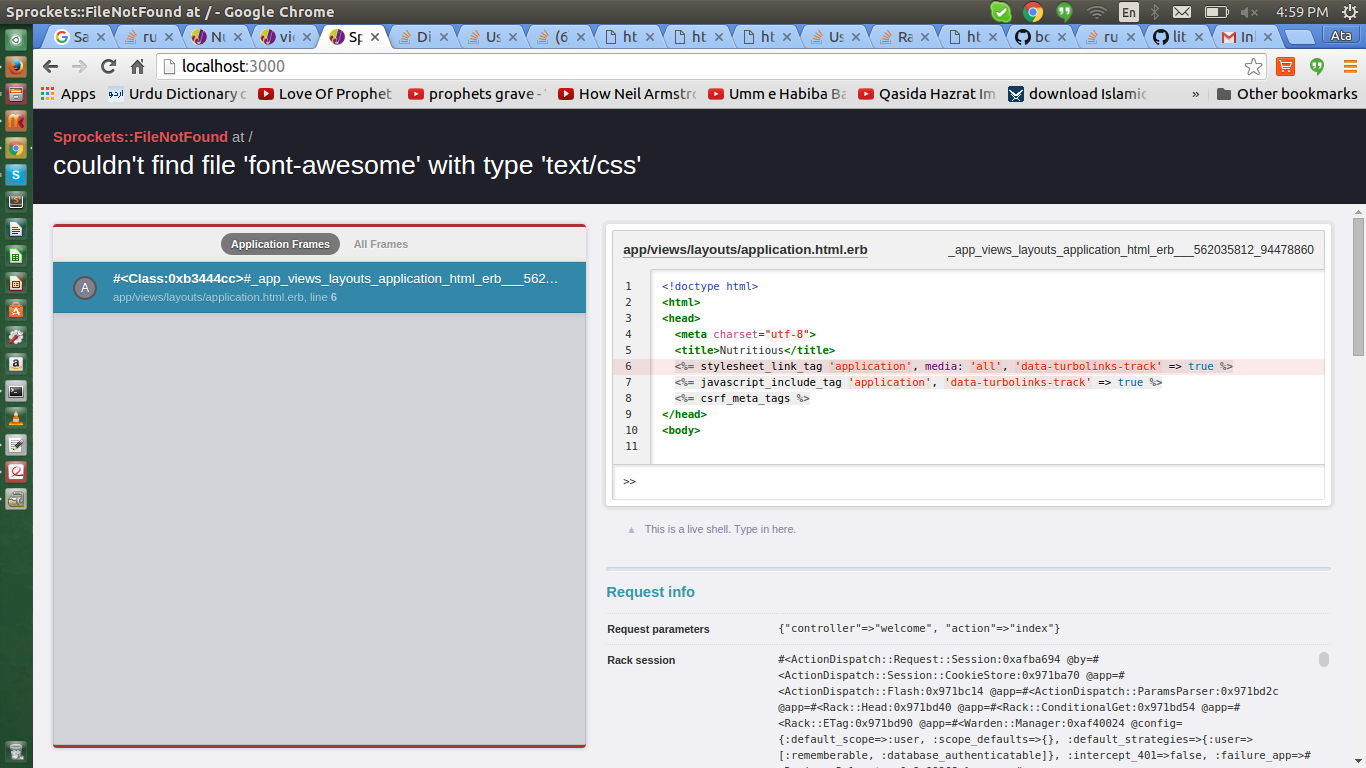 Sprockets::FileNotFound at / - Google Chrome
En
4:59 PM
Sa
ru
Nu
vie
Sp
Di
Us
(6
ht
ht
ht
Us
Ra
ht
bc
ru
lit
In
Ata
localhost:3000
Apps
Urdu Dictionary
Love Of Prophet
prophets grave -
How Neil Armstro
Umm e Habiba Ba
Qasida Hazrat Im
download Islamic
»
Other bookmarks
Sprockets::FileNotFound at /
couldn't find file 'font-awesome' with type 'text/css'
Application Frames
All Frames
A
#<Class:0xb3444cc>#_app_views_layouts_application_html_erb___562…
app/views/layouts/application.html.erb, line 6
app/views/layouts/application.html.erb
_app_views_layouts_application_html_erb___562035812_94478860
1 <!doctype html>
2 <html>
3 <head>
4 <meta charset="utf-8">
5 <title>Nutritious</title>
6 <%= stylesheet_link_tag 'application', media: 'all', 'data-turbolinks-track' => true %>
7 <%= javascript_include_tag 'application', 'data-turbolinks-track' => true %>
8 <%= csrf_meta_tags %>
9 </head>
10 <body>
11
>>
This is a live shell. Type in here.
Request info
Request parameters
{"controller"=>"welcome", "action"=>"index"}
Rack session
#<ActionDispatch::Request::Session:0xafba694 @by=#
<ActionDispatch::Session::CookieStore:0x971ba70 @app=#
<ActionDispatch::Flash:0x971bc14 @app=#<ActionDispatch::ParamsParser:0x971bd2c
@app=#<Rack::Head:0x971bd40 @app=#<Rack::ConditionalGet:0x971bd54 @app=#
<Rack::ETag:0x971bd90 @app=#<Warden::Manager:0xaf40024 @config=
{:default_scope=>:user, :scope_defaults=>{}, :default_strategies=>{:user=>
[:rememberable, :database_authenticatable]}, :intercept_401=>false, :failure_app=>#